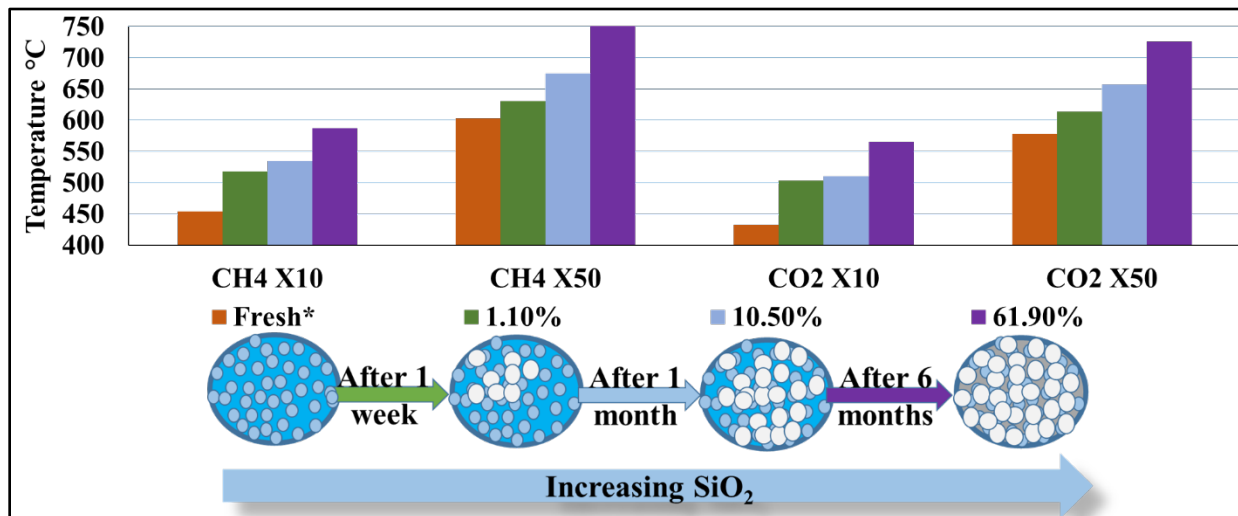 Temperature °C
750
700
650
600
550
500
450
400
CH4 X10 CH4 X50 CO2 X10 CO2 X50
Fresh* 1.10% 10.50% 61.90%
After 1 week
After 1 month
After 6 months
Increasing SiO₂